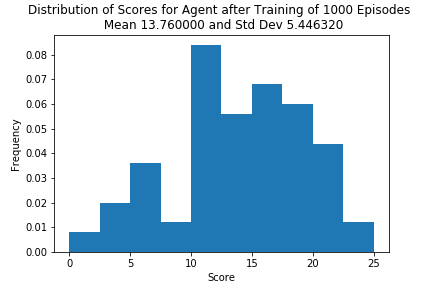 Distribution of Scores for Agent after Training of 1000 Episodes
Mean 13.760000 and Std Dev 5.446320
0.08
0.07
0.06
0.05
0.04
0.03
0.02
0.01
0.00
Frequency
0 5 10 15 20 25
Score